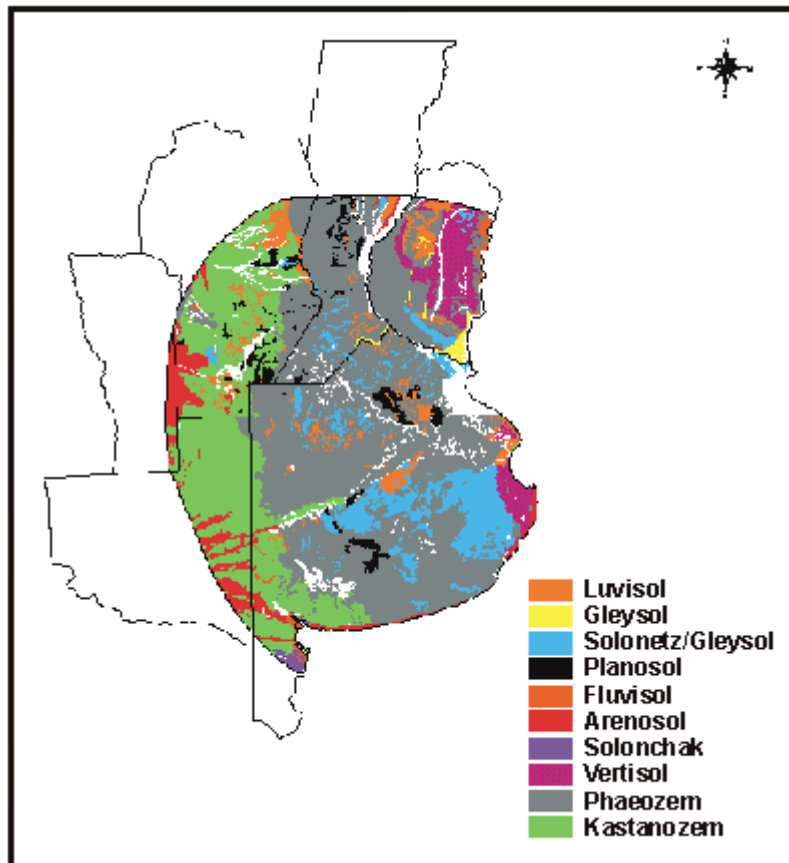 Luvisol
Gleysol
Solonetz/Gleysol
Planosol
Fluvisol
Arenosol
Solonchak
Vertisol
Phaeozem
Kastanozem